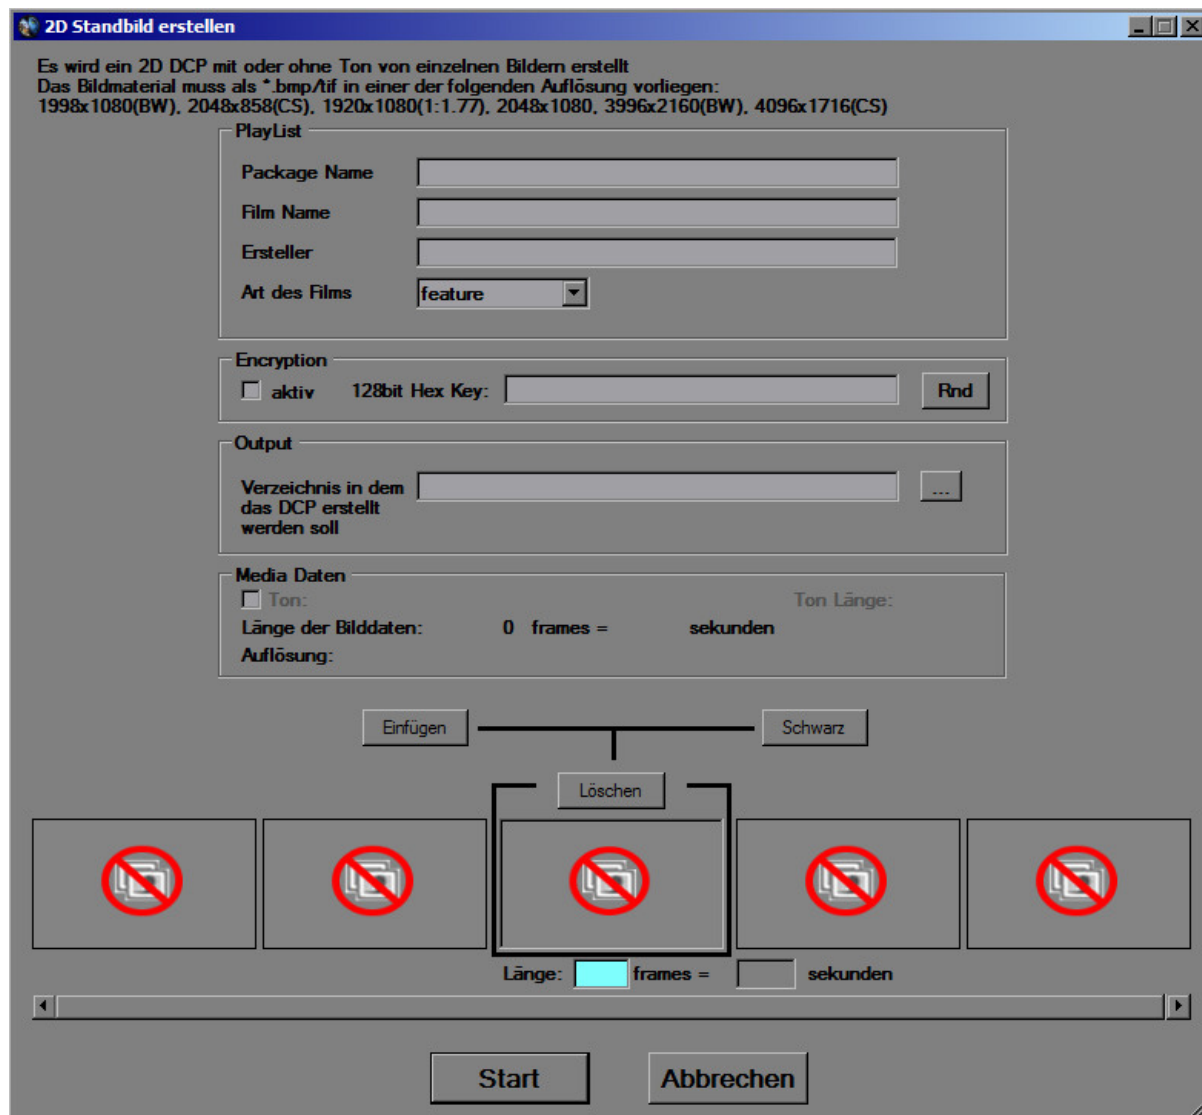 2D Standbild erstellen
Es wird ein 2D DCP mit oder ohne Ton von einzelnen Bildern erstellt
Das Bildmaterial muss als *.bmp/tif in einer der folgenden Auflösung vorliegen:
1998x1080(BW), 2048x858(CS), 1920x1080(1:1.77), 2048x1080, 3996x2160(BW), 4096x1716(CS)
PlayList
Package Name
Film Name
Ersteller
Art des Films feature
Encryption
aktiv 128bit Hex Key: Rnd
Output
Verzeichnis in dem ...
das DCP erstellt
werden soll
Media Daten
Ton: Ton Länge:
Länge der Bilddaten: 0 frames = sekunden
Auflösung:
Einfügen Schwarz
Löschen
Länge: frames = sekunden
Start Abbrechen